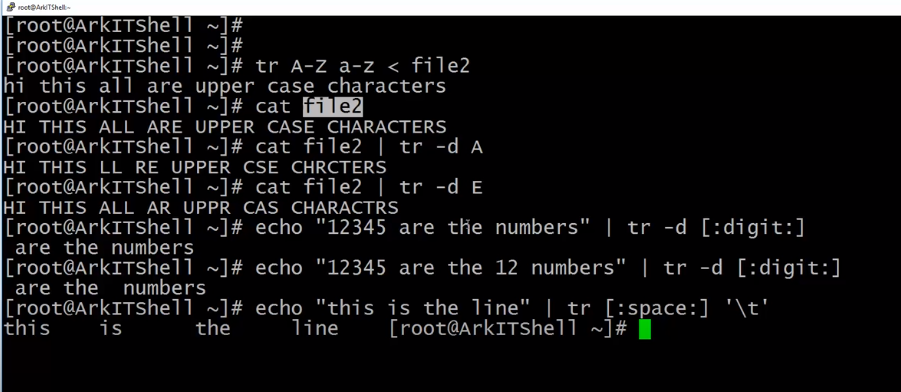 root@ArkITShell:~
[root@ArkITShell ~]#
[root@ArkITShell ~]#
[root@ArkITShell ~]# tr A-Z a-z < file2
hi this all are upper case characters
[root@ArkITShell ~]# cat file2
HI THIS ALL ARE UPPER CASE CHARACTERS
[root@ArkITShell ~]# cat file2 | tr -d A
HI THIS LL RE UPPER CSE CHRCTERS
[root@ArkITShell ~]# cat file2 | tr -d E
HI THIS ALL AR UPPR CAS CHARACTRS
[root@ArkITShell ~]# echo "12345 are the numbers" | tr -d [:digit:]
 are the numbers
[root@ArkITShell ~]# echo "12345 are the 12 numbers" | tr -d [:digit:]
 are the  numbers
[root@ArkITShell ~]# echo "this is the line" | tr [:space:] '\t'
this    is      the     line    [root@ArkITShell ~]#